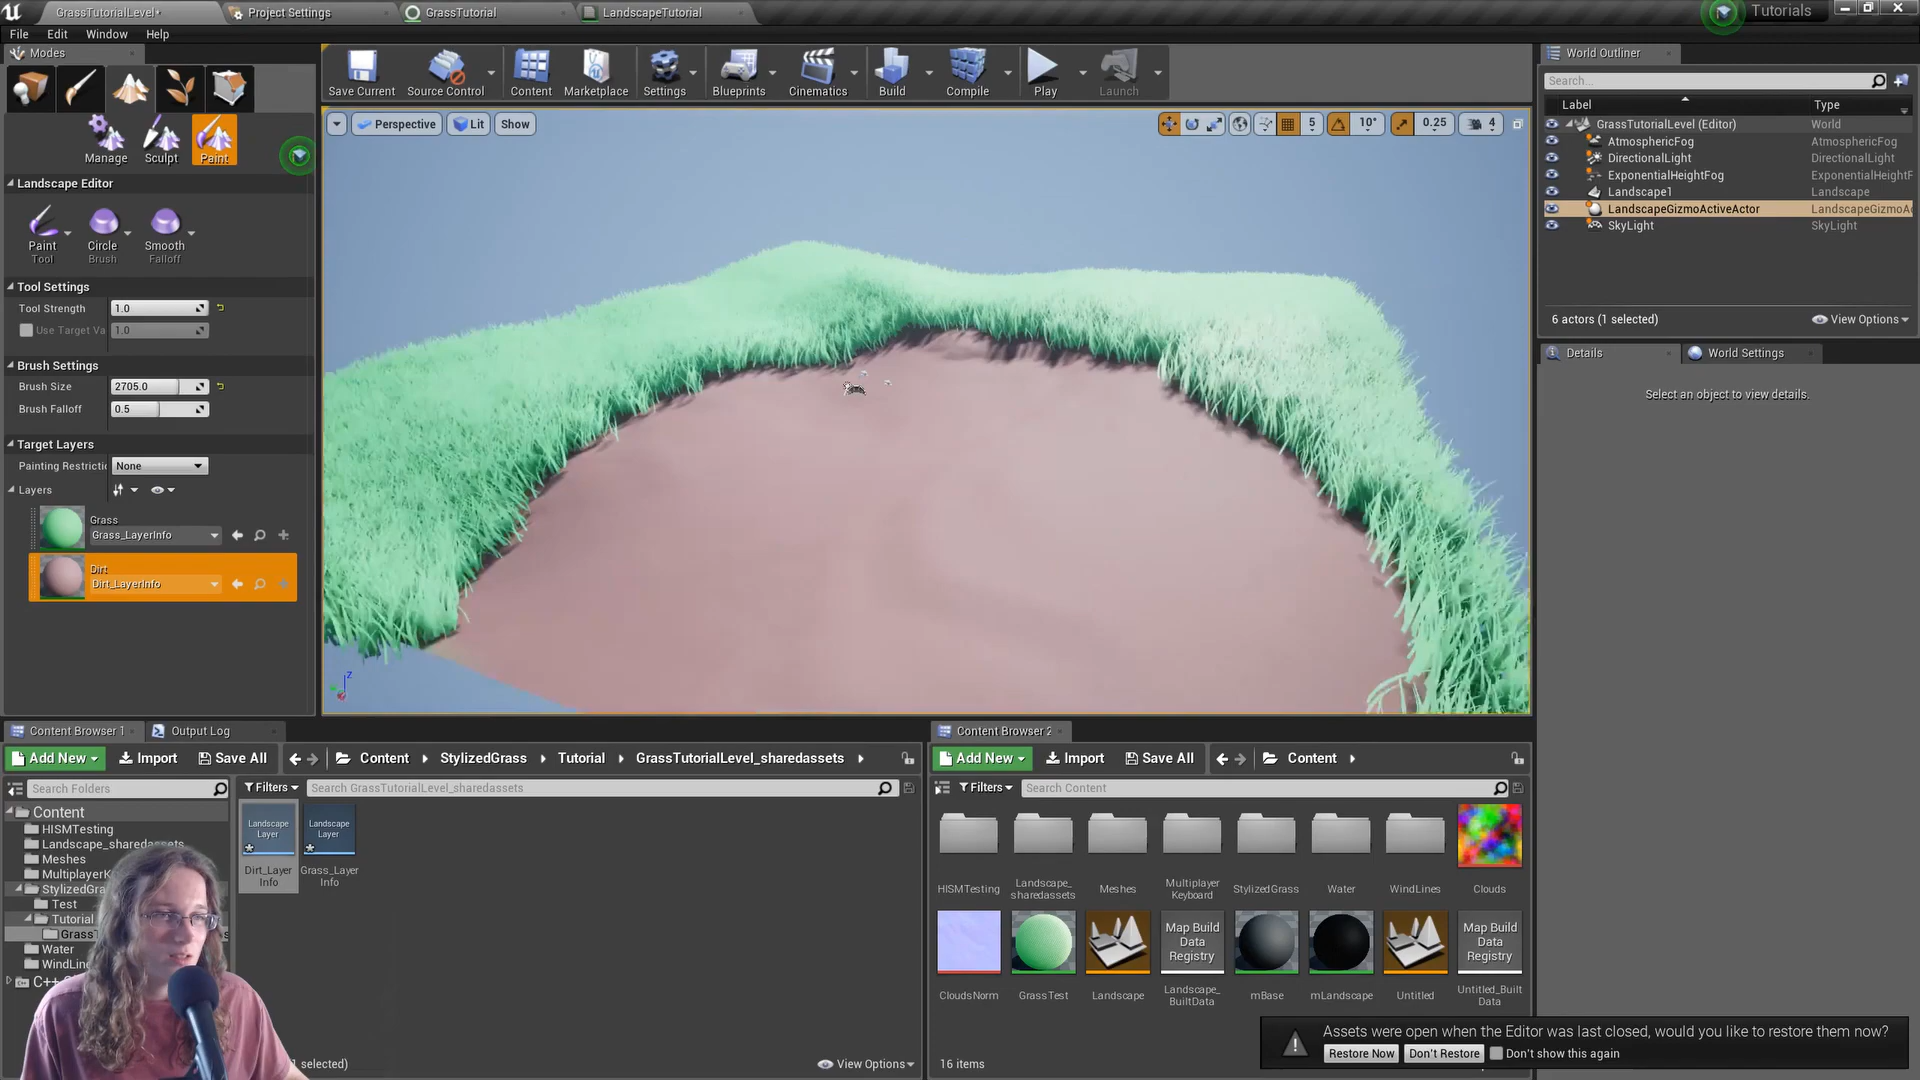 GrassTutorialLevel•
Project Settings
GrassTutorial
LandscapeTutorial
Tutorials
File
Edit
Window
Help
Modes
Save Current
Source Control
Content
Marketplace
Settings
Blueprints
Cinematics
Build
Compile
Play
Launch
World Outliner
Search...
Label
Type
GrassTutorialLevel (Editor)
World
AtmosphericFog
AtmosphericFog
DirectionalLight
DirectionalLight
ExponentialHeightFog
ExponentialHeightF
Landscape1
Landscape
LandscapeGizmoActiveActor
LandscapeGizmoAc
SkyLight
SkyLight
6 actors (1 selected)
View Options
Details
World Settings
Select an object to view details.
Perspective
Lit
Show
5
10°
0.25
4
Manage
Sculpt
Paint
Landscape Editor
Paint
Tool
Circle
Brush
Smooth
Falloff
Tool Settings
Tool Strength
1.0
Use Target Va
1.0
Brush Settings
Brush Size
2705.0
Brush Falloff
0.5
Target Layers
Painting Restrictio
None
Layers
Grass
Grass_LayerInfo
Dirt
Dirt_LayerInfo
z
Content Browser 1
Output Log
Add New
Import
Save All
Content
StylizedGrass
Tutorial
GrassTutorialLevel_sharedassets
Search Folders
Filters
Search GrassTutorialLevel_sharedassets
Content
HISMTesting
Landscape_sharedassets
Meshes
MultiplayerK
StylizedGra
Test
Tutorial
GrassT
Water
WindLine
C++ C
Landscape
Layer
Landscape
Layer
Dirt_Layer
Info
Grass_Layer
Info
selected)
View Options
Content Browser 2
Add New
Import
Save All
Content
Filters
Search Content
HISMTesting
Landscape_
sharedassets
Meshes
Multiplayer
Keyboard
StylizedGrass
Water
WindLines
Clouds
Map Build
Data
Registry
Map Build
Data
Registry
CloudsNorm
GrassTest
Landscape
Landscape_
BuiltData
mBase
mLandscape
Untitled
Untitled_Built
Data
16 items
Assets were open when the Editor was last closed, would you like to restore them now?
Restore Now
Don't Restore
Don't show this again